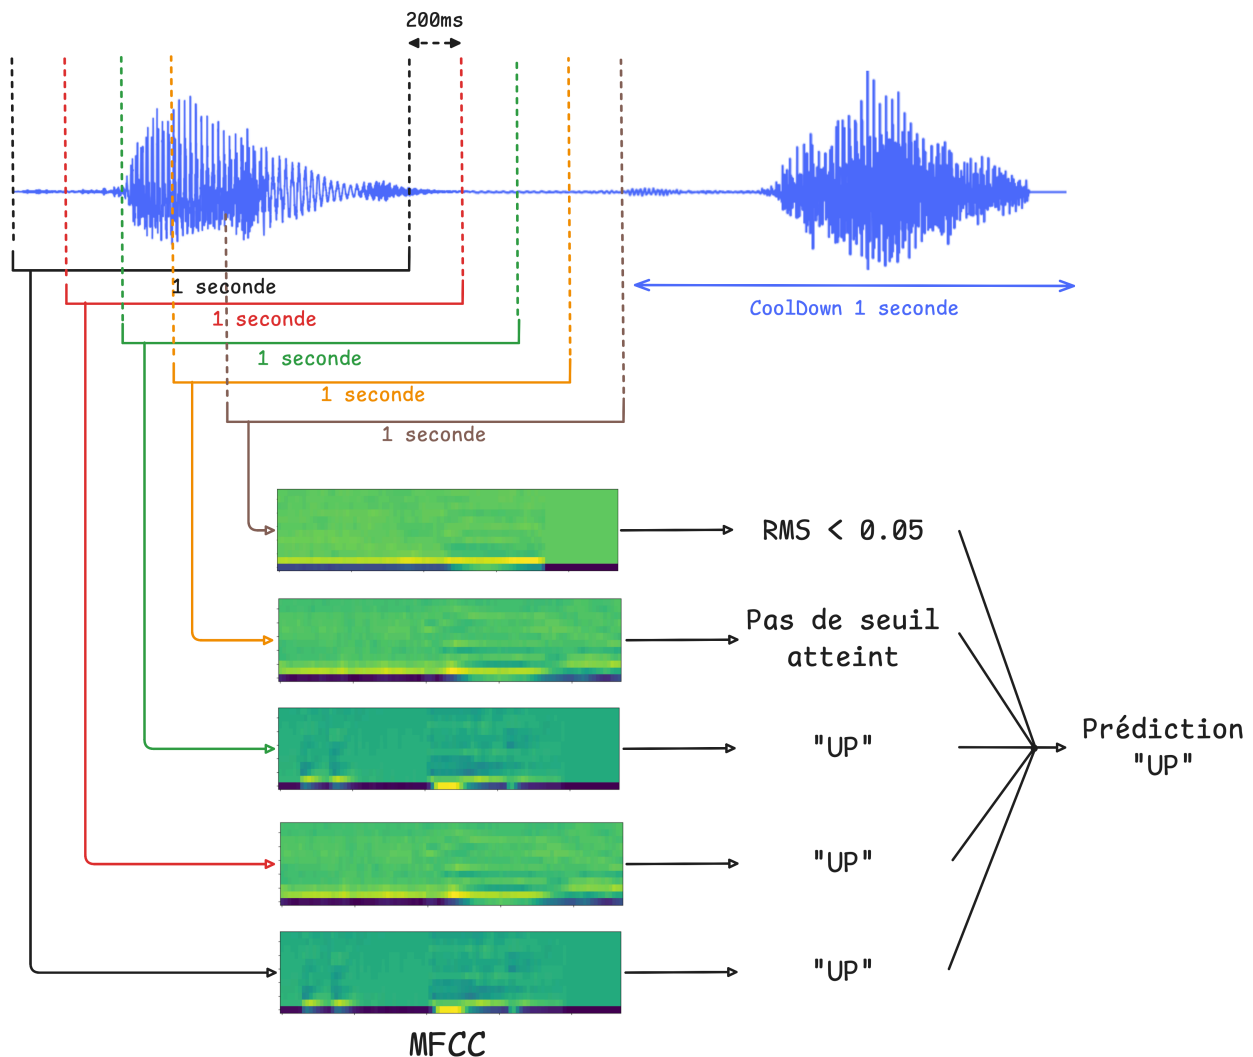 200ms
1 seconde
1 seconde
CoolDown 1 seconde
1 seconde
1 seconde
1 seconde
RMS < 0.05
Pas de seuil
atteint
"UP"
Prédiction
"UP"
"UP"
"UP"
MFCC